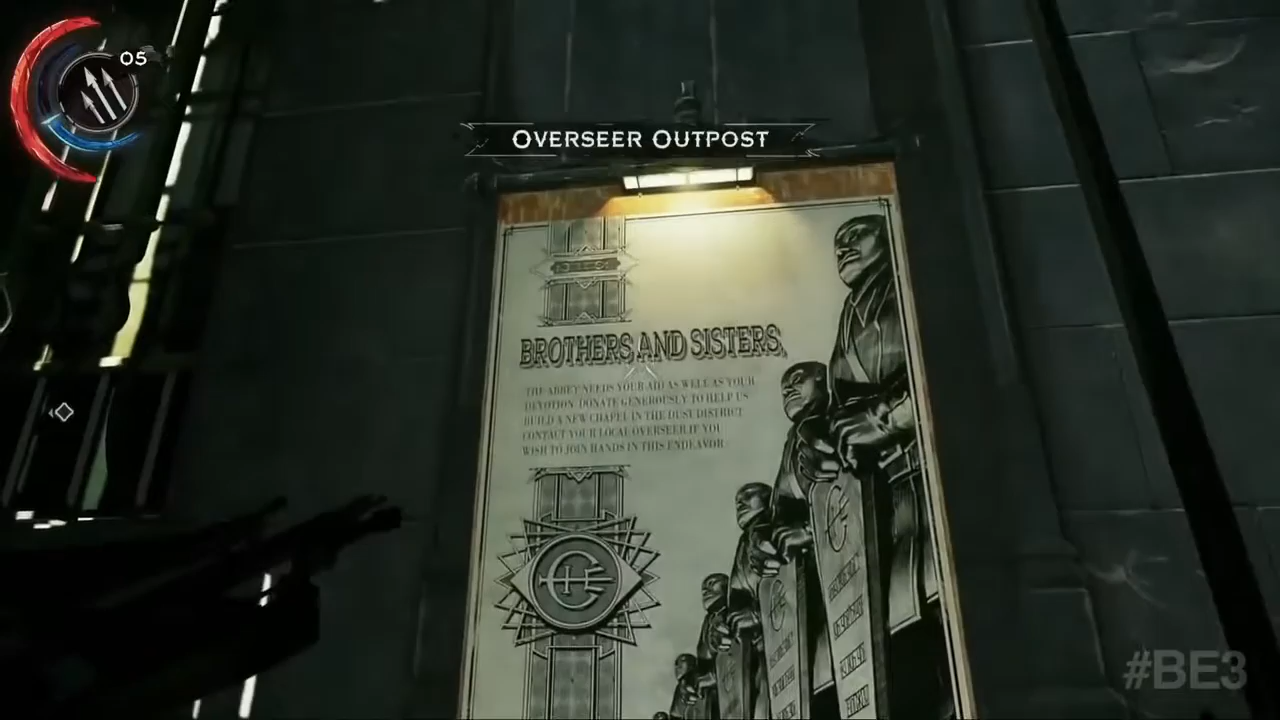 05
OVERSEER OUTPOST
BROTHERS AND SISTERS,
THE ABBEY NEEDS YOUR AID AS WELL AS YOUR
DEVOTION. DONATE GENEROUSLY TO HELP US
BUILD A NEW CHAPEL IN THE DUST DISTRICT
CONTACT YOUR LOCAL OVERSEER IF YOU
WISH TO JOIN HANDS IN THIS ENDEAVOR
#BE3